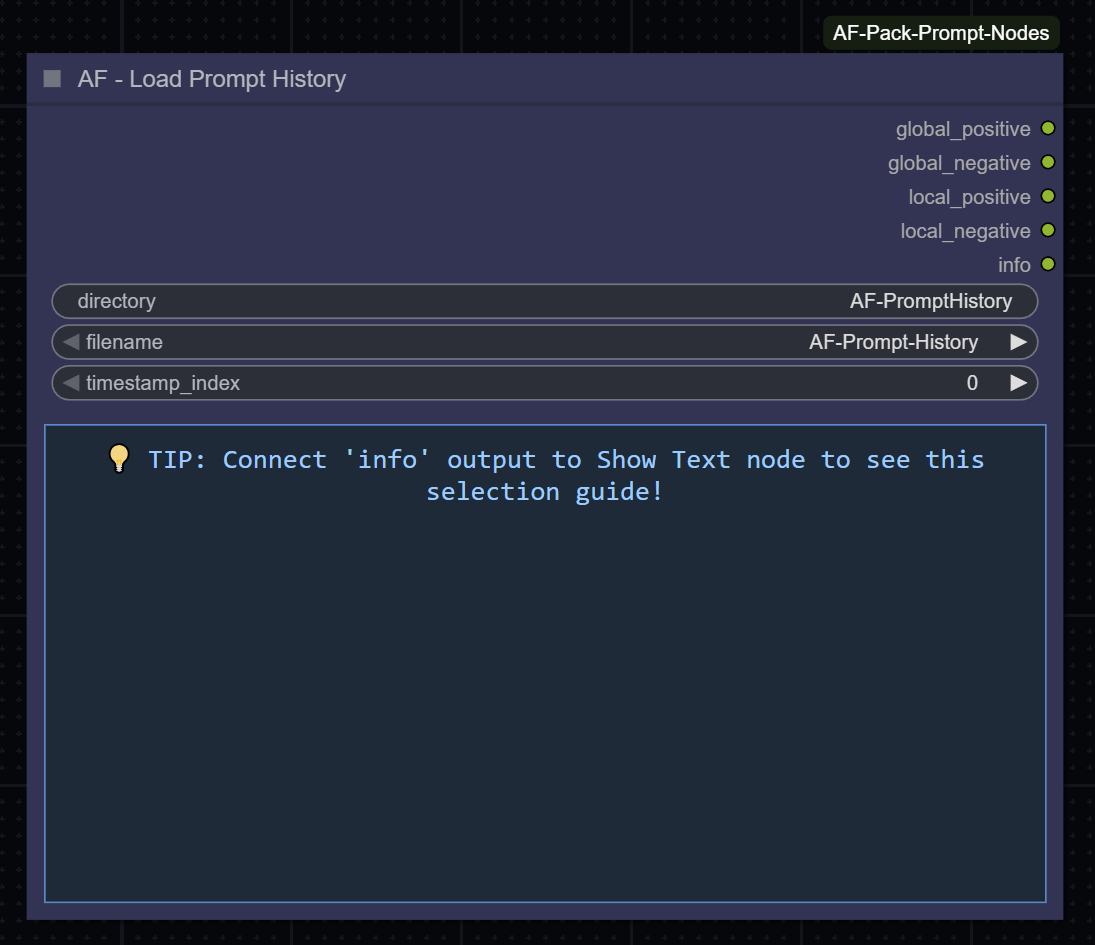 AF-Pack-Prompt-Nodes
AF - Load Prompt History
global_positive
global_negative
local_positive
local_negative
info
directory AF-PromptHistory
filename AF-Prompt-History
timestamp_index 0
💡 TIP: Connect 'info' output to Show Text node to see this
selection guide!